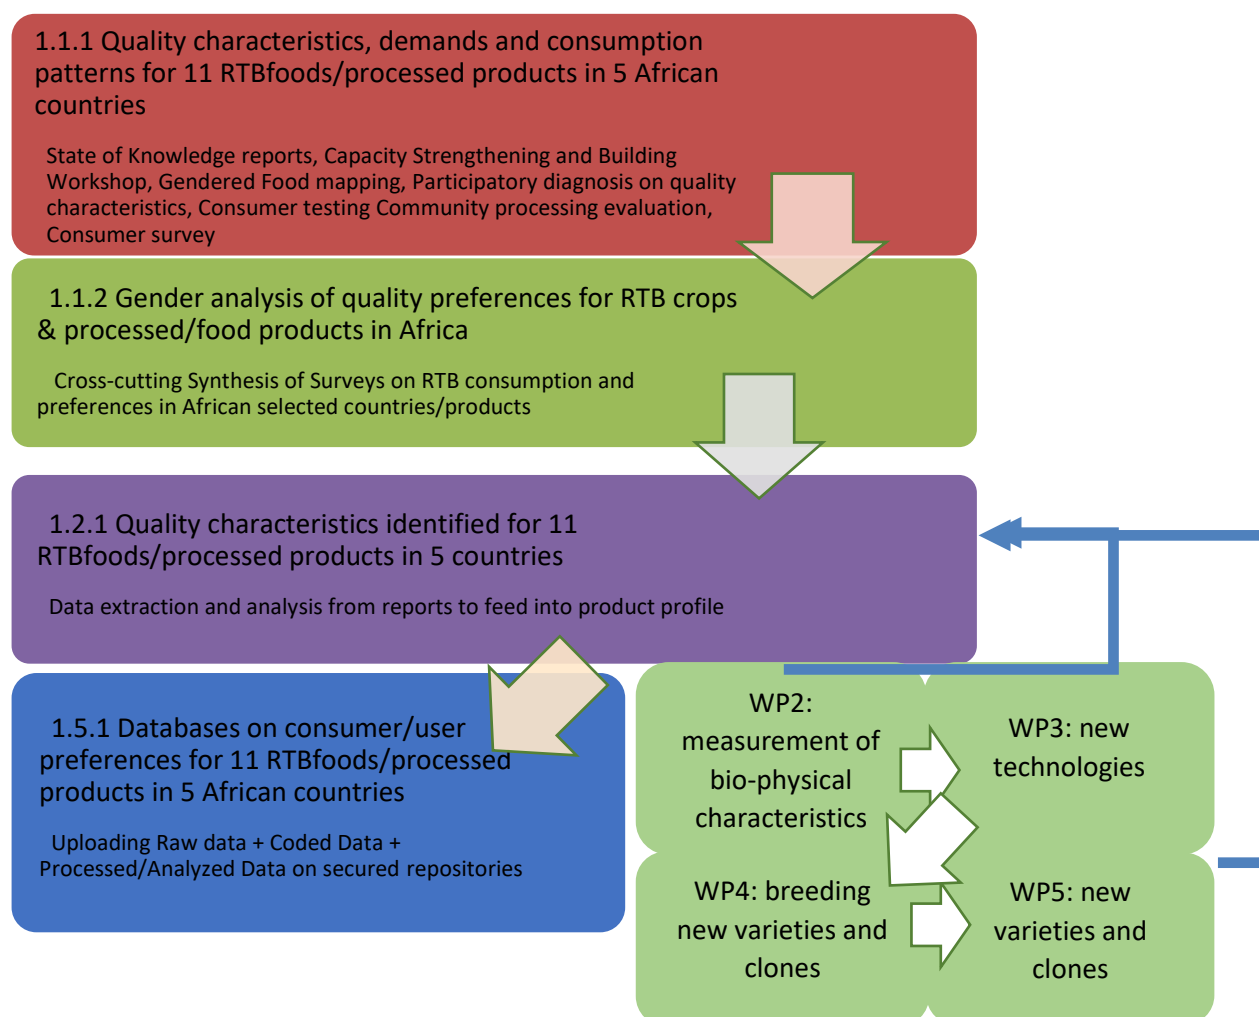 1.1.1 Quality characteristics, demands and consumption
patterns for 11 RTBfoods/processed products in 5 African
countries
State of Knowledge reports, Capacity Strengthening and Building
Workshop, Gendered Food mapping, Participatory diagnosis on quality
characteristics, Consumer testing Community processing evaluation,
Consumer survey
1.1.2 Gender analysis of quality preferences for RTB crops
& processed/food products in Africa
Cross-cutting Synthesis of Surveys on RTB consumption and
preferences in African selected countries/products
1.2.1 Quality characteristics identified for 11
RTBfoods/processed products in 5 countries
Data extraction and analysis from reports to feed into product profile
1.5.1 Databases on consumer/user
preferences for 11 RTBfoods/processed
products in 5 African countries
Uploading Raw data + Coded Data +
Processed/Analyzed Data on secured repositories
WP2:
measurement of
bio-physical
characteristics
WP3: new
technologies
WP4: breeding
new varieties and
clones
WP5: new
varieties and
clones